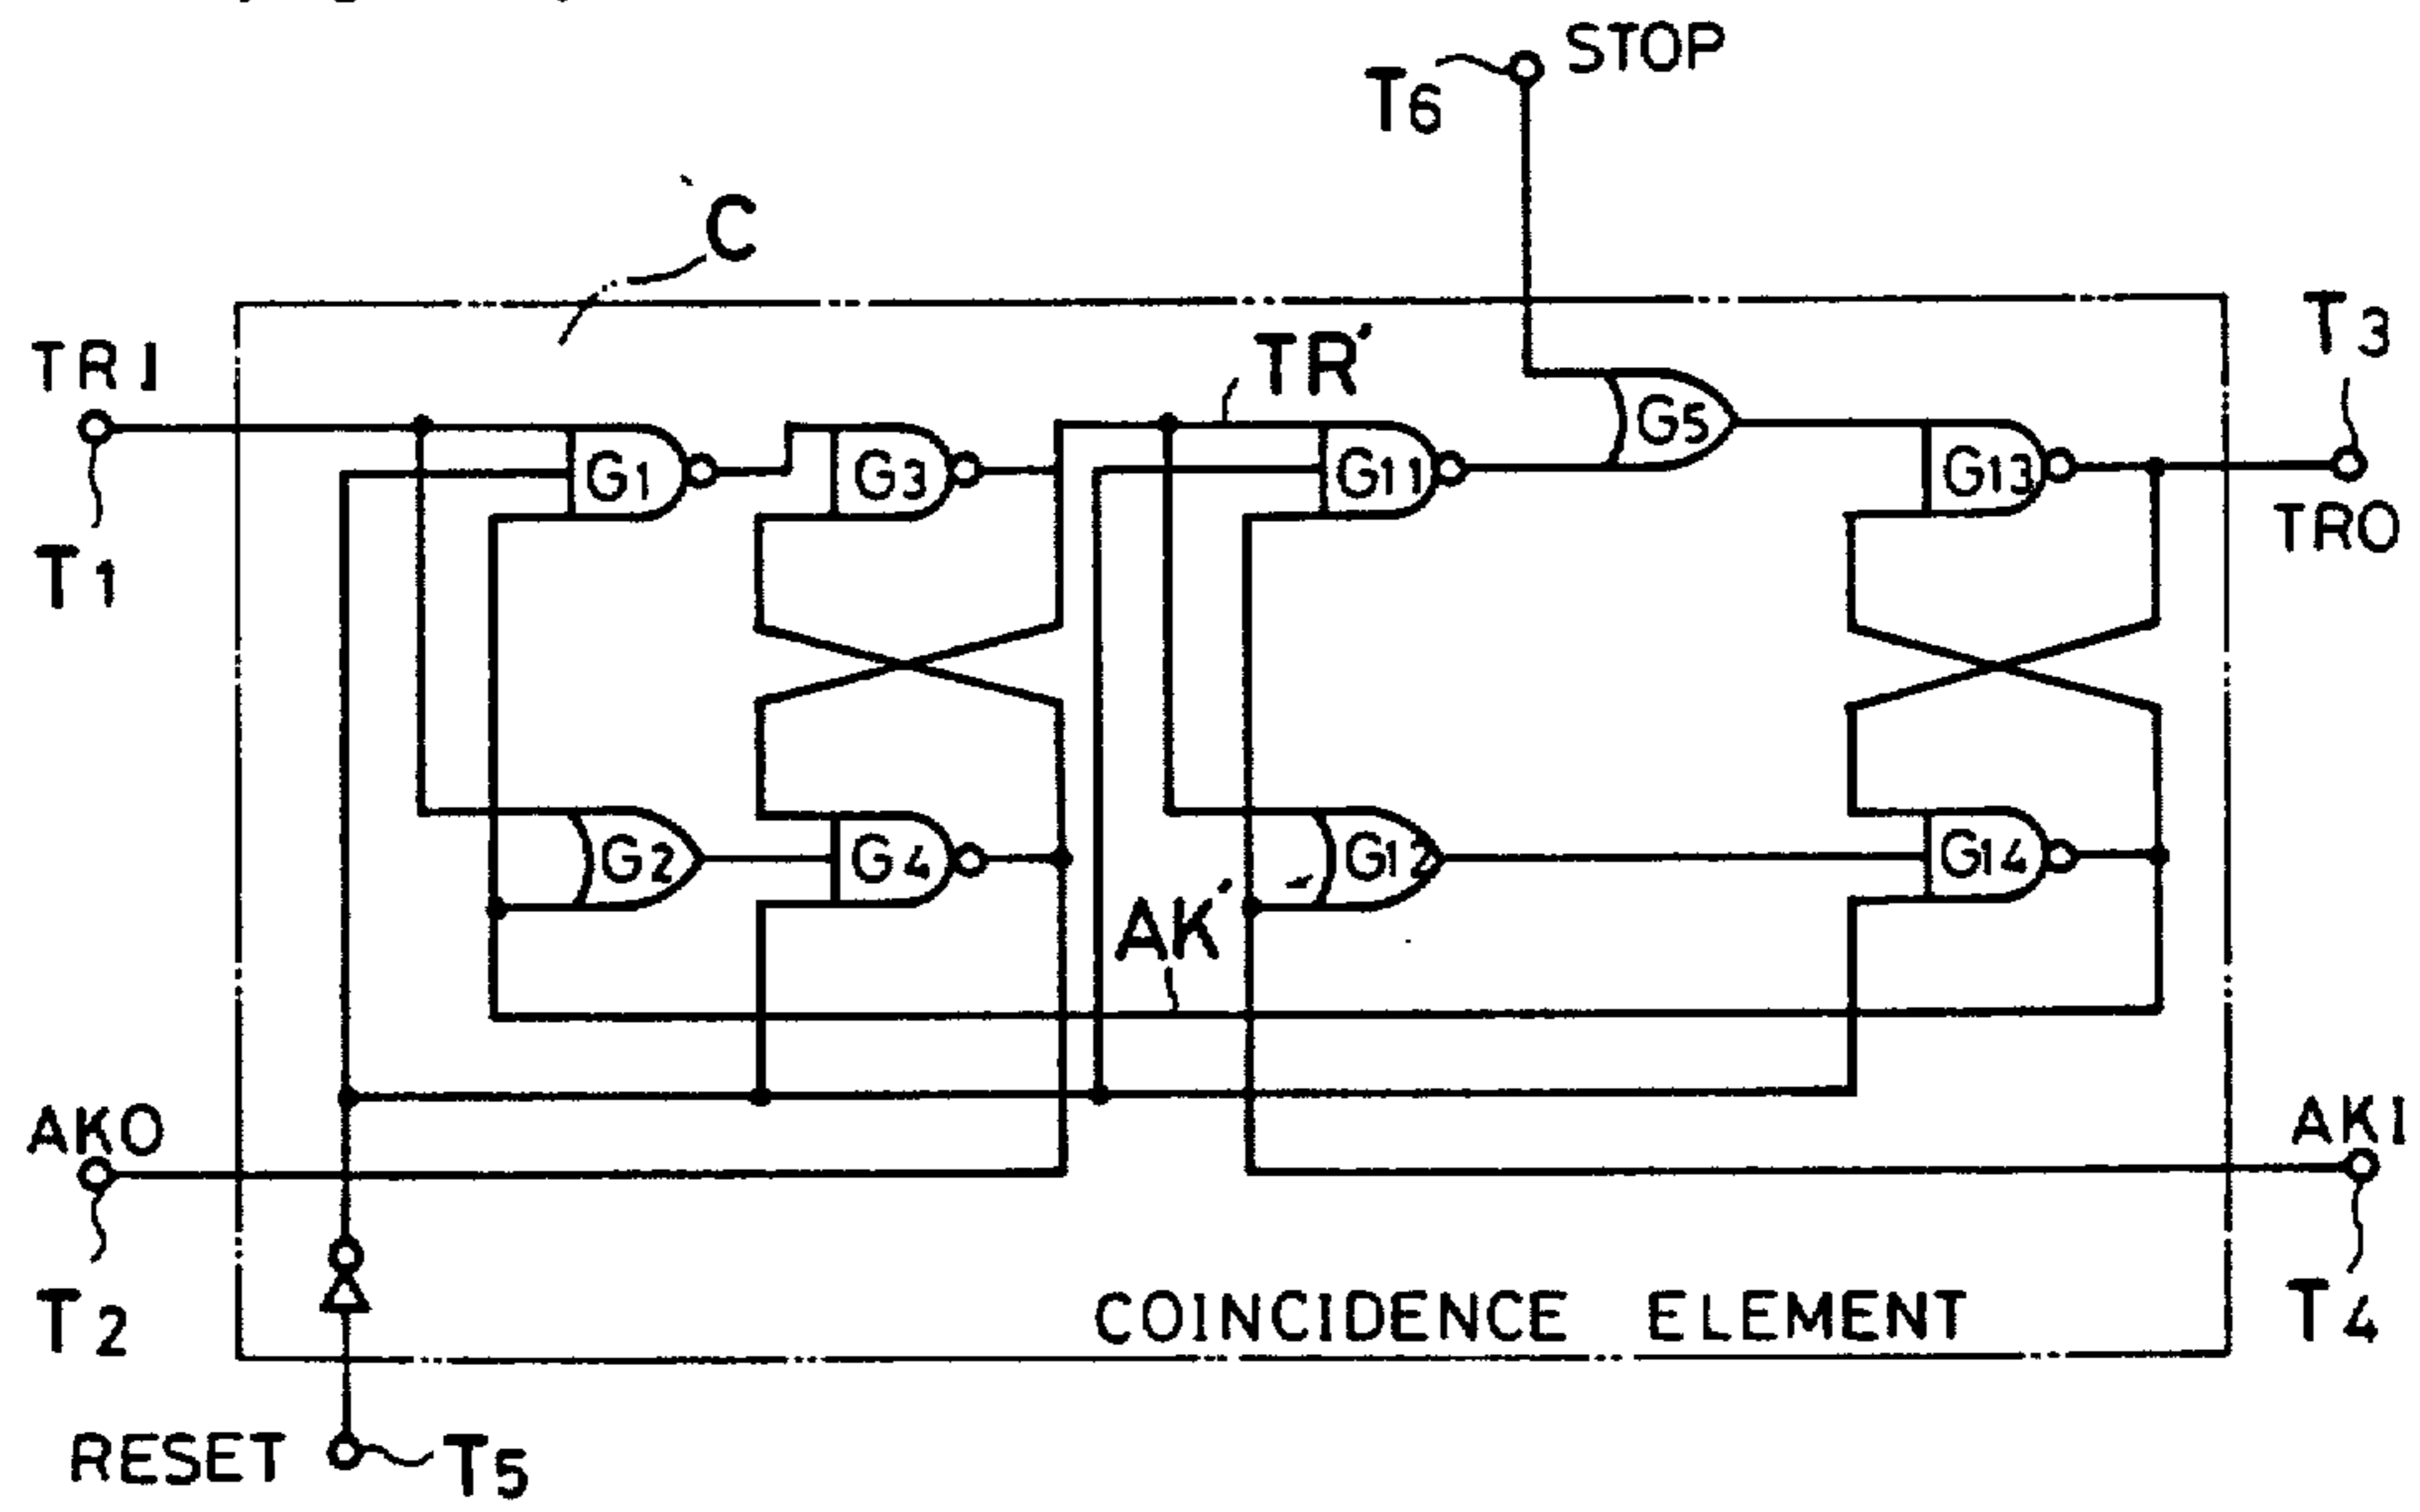 STOP
T6
C
TRI
TR'
T3
G1
G3
G11
G5
G13
T1
TRO
G2
G4
G12
G14
AK'
AKO
AKI
T2
COINCIDENCE ELEMENT
T4
RESET
T5